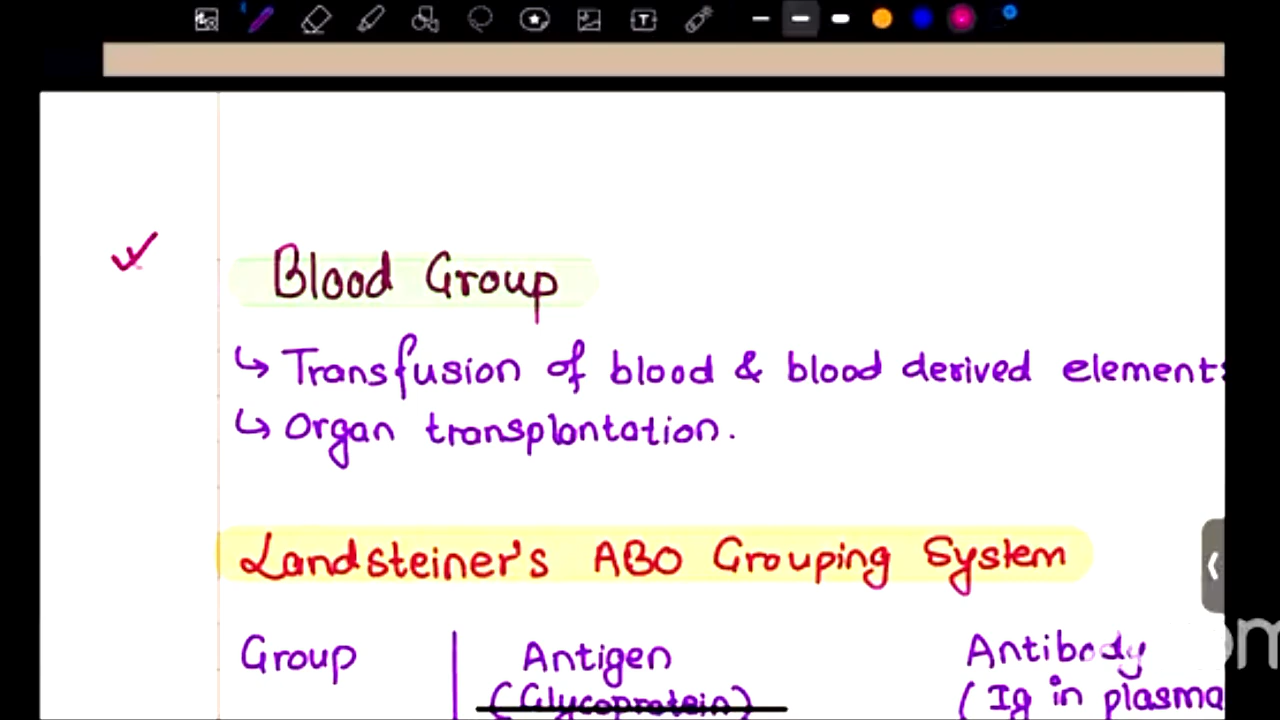 Blood Group
↳ Transfusion of blood & blood derived elements
↳ Organ transplantation.
Landsteiner's ABO Grouping System
Group | Antigen Antibody
(Glycoprotein) (Ig in plasma